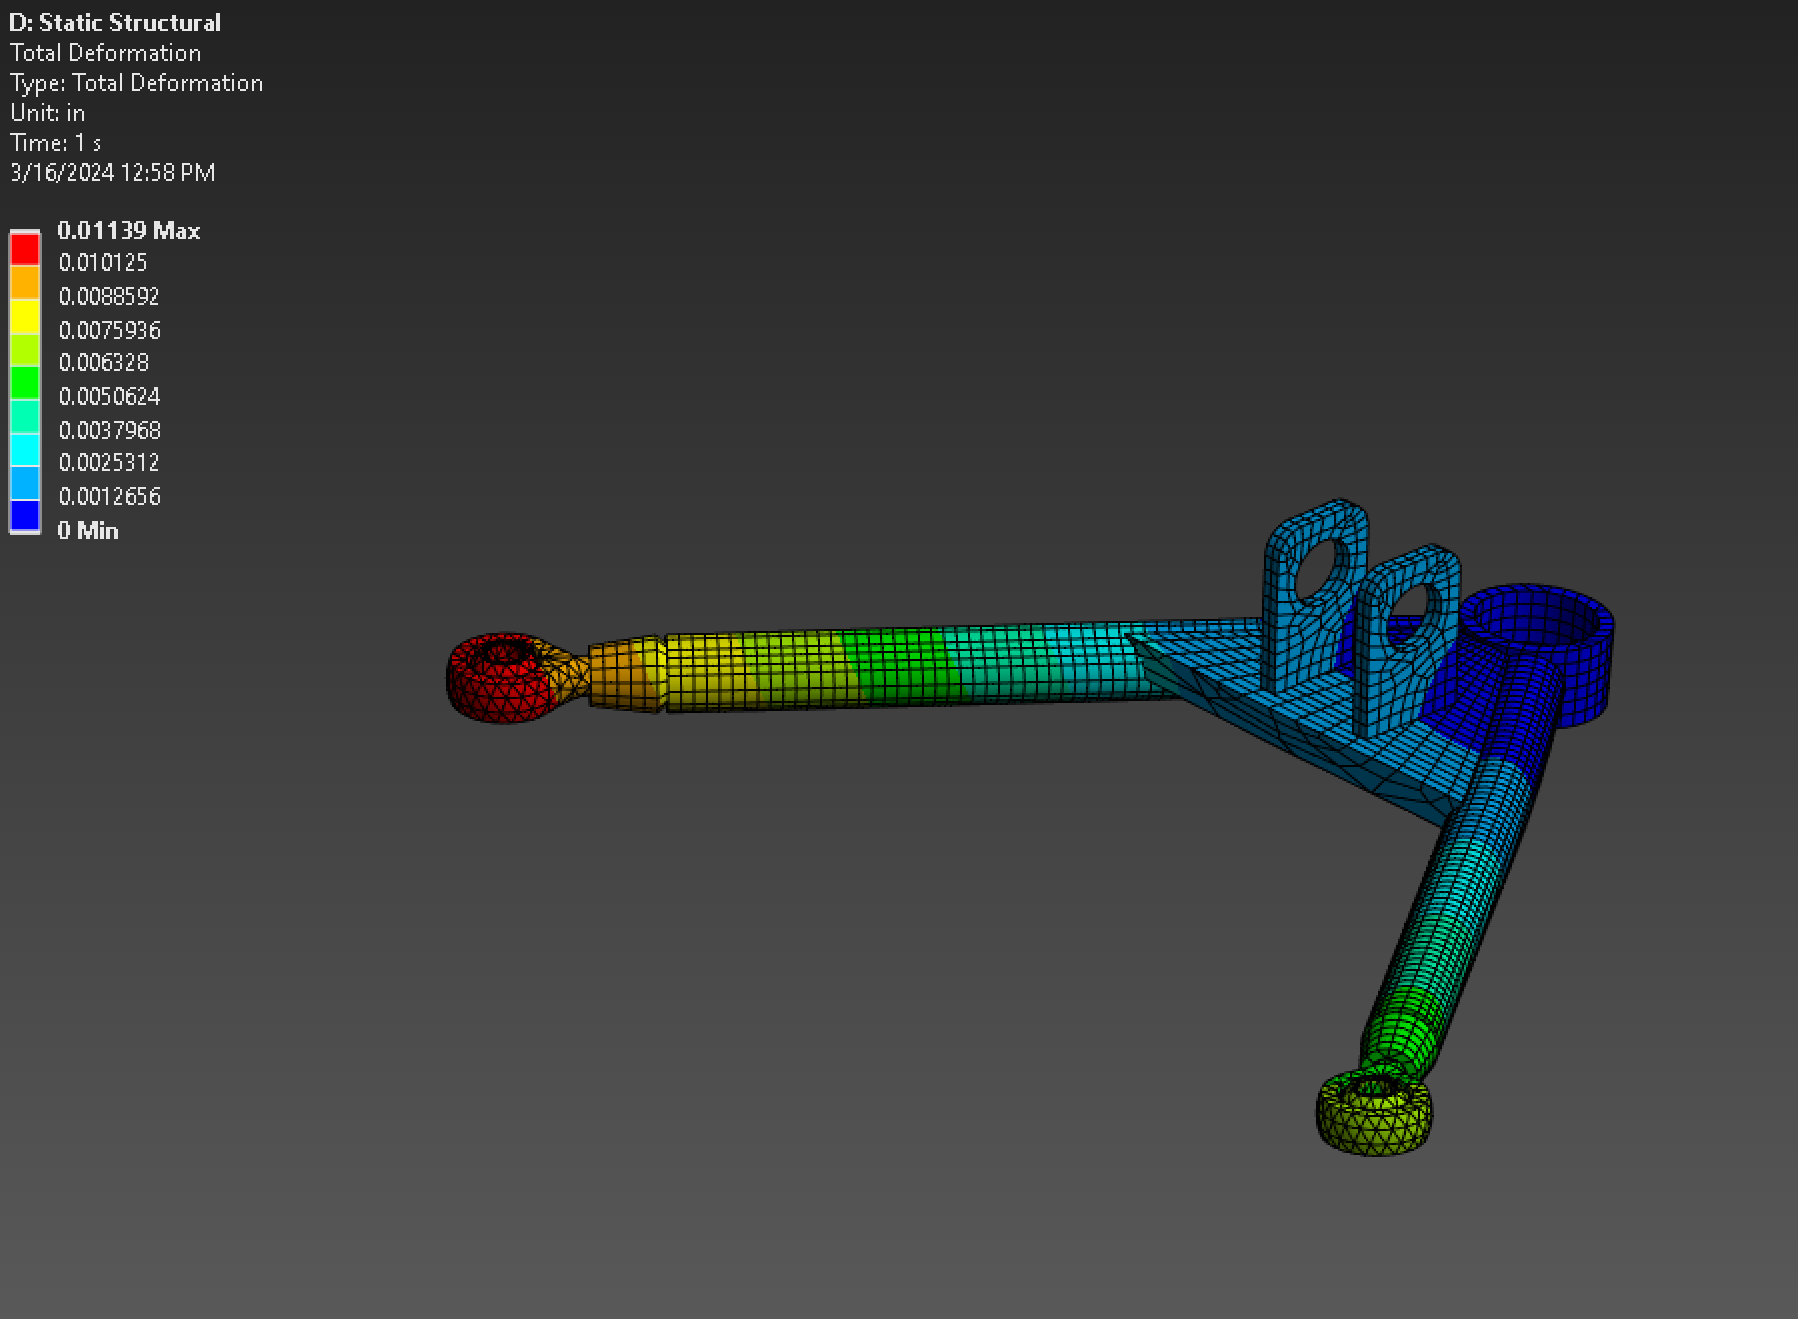 D: Static Structural
Total Deformation
Type: Total Deformation
Unit: in
Time: 1 s
3/16/2024 12:58 PM
0.01139 Max
0.010125
0.0088592
0.0075936
0.006328
0.0050624
0.0037968
0.0025312
0.0012656
0 Min